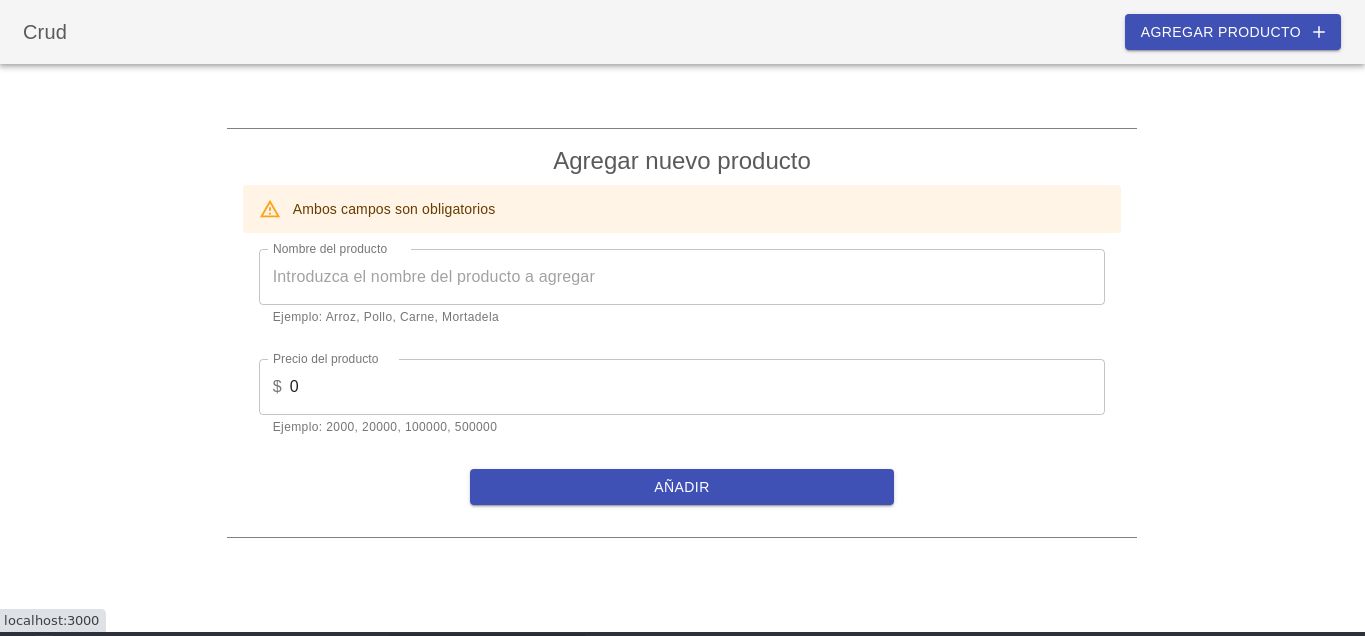 Crud
AGREGAR PRODUCTO
Agregar nuevo producto
Ambos campos son obligatorios
Nombre del producto
Introduzca el nombre del producto a agregar
Ejemplo: Arroz, Pollo, Carne, Mortadela
Precio del producto
$ 0
Ejemplo: 2000, 20000, 100000, 500000
AÑADIR
localhost:3000